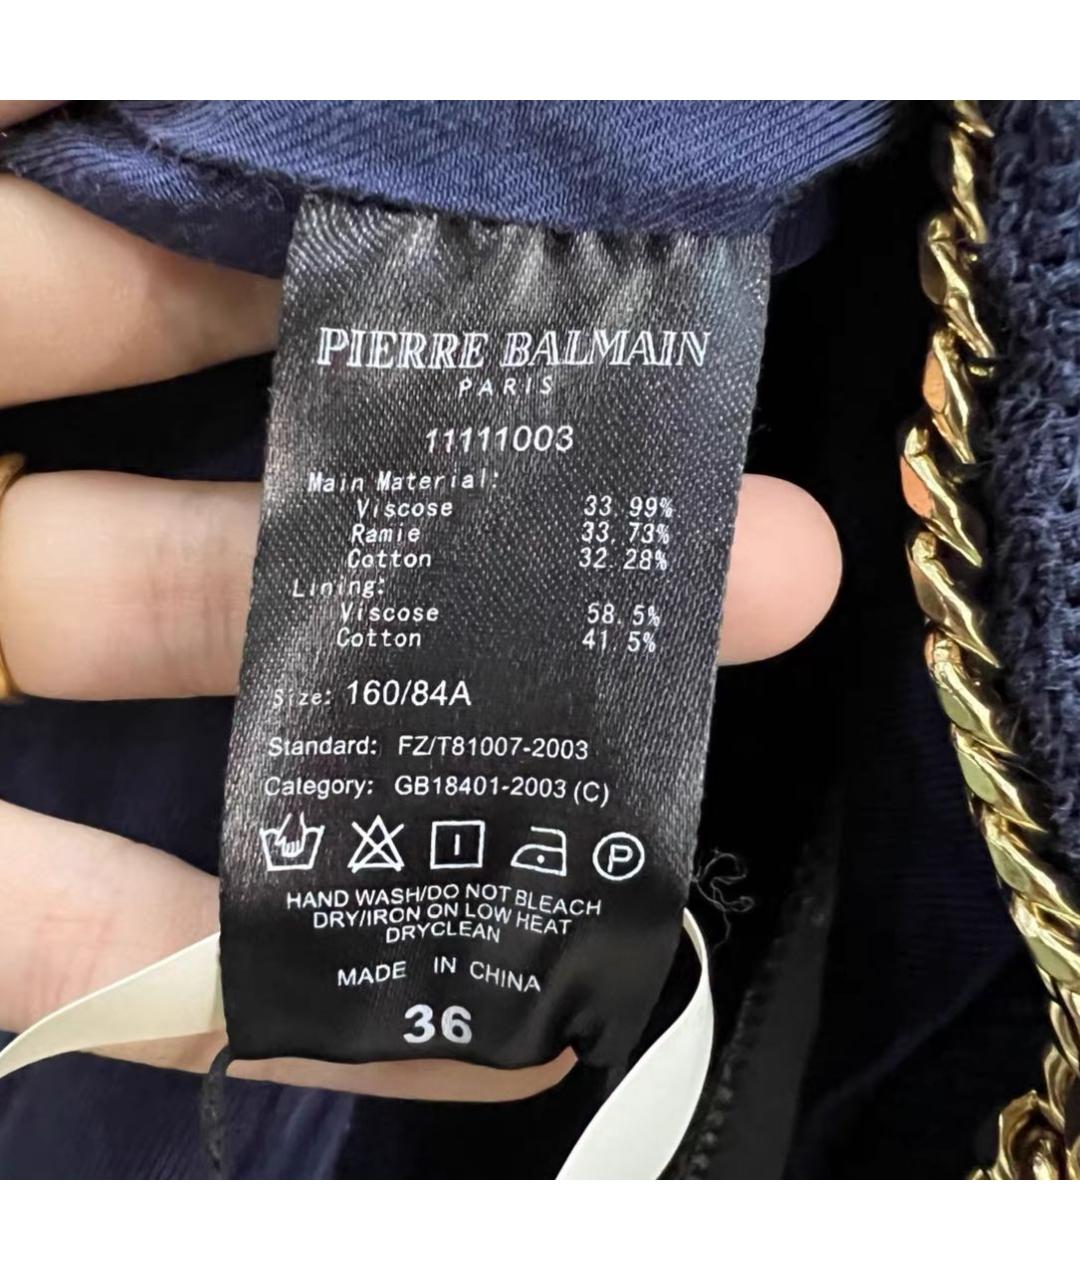 PIERRE BALMAIN
PARIS
11111003
Main Material:
Viscose 33.99%
Ramie 33.73%
Cotton 32.28%
Lining:
Viscose 58.5%
Cotton 41.5%
Size: 160/84A
Standard: FZ/T81007-2003
Category: GB18401-2003 (C)
P
HAND WASH/DO NOT BLEACH
DRY/IRON ON LOW HEAT
DRYCLEAN
MADE IN CHINA
36